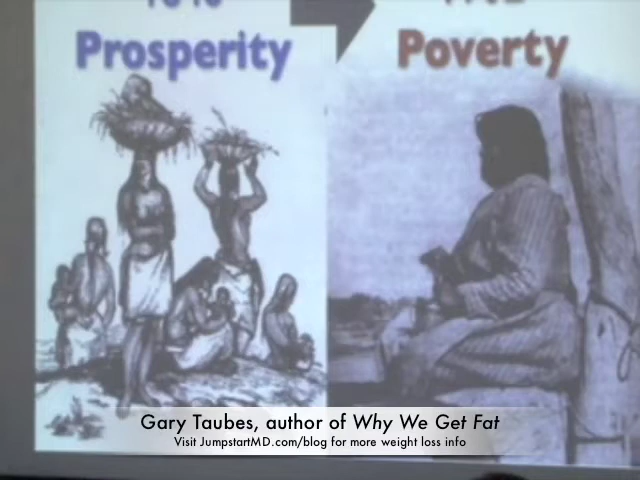 Prosperity
Poverty
Gary Taubes, author of Why We Get Fat
Visit JumpstartMD.com/blog for more weight loss info